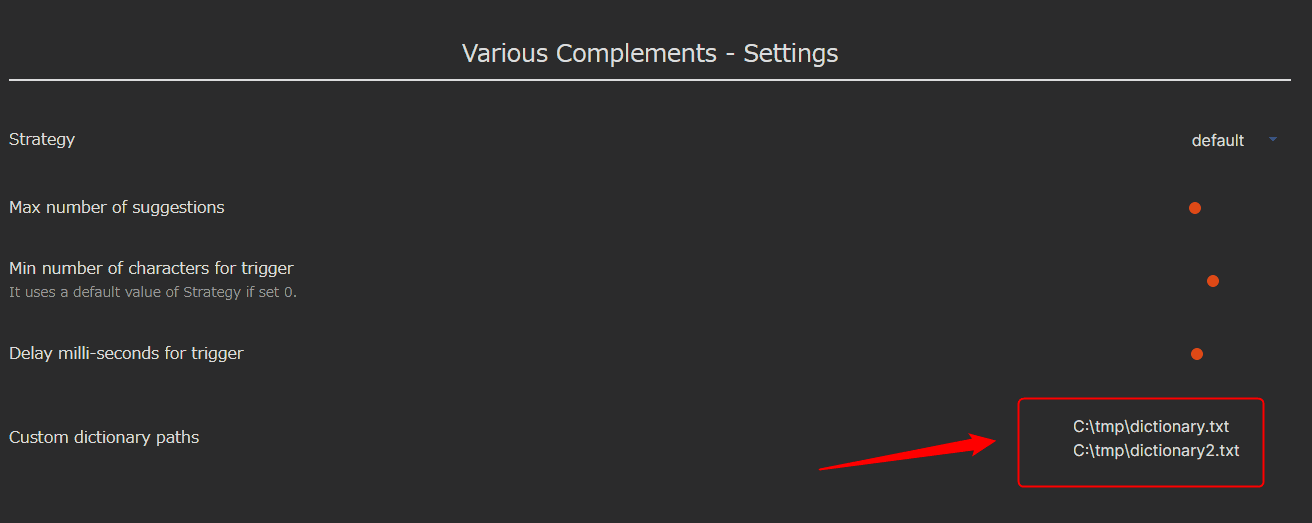 Various Complements - Settings
Strategy
default
Max number of suggestions
Min number of characters for trigger
It uses a default value of Strategy if set 0.
Delay milli-seconds for trigger
Custom dictionary paths
C:\tmp\dictionary.txt
C:\tmp\dictionary2.txt